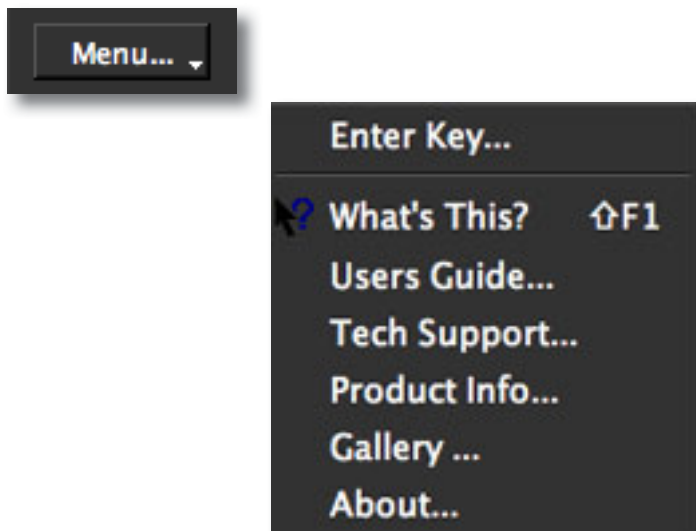 Menu...
Enter Key...
What's This? ⇧F1
Users Guide...
Tech Support...
Product Info...
Gallery ...
About...